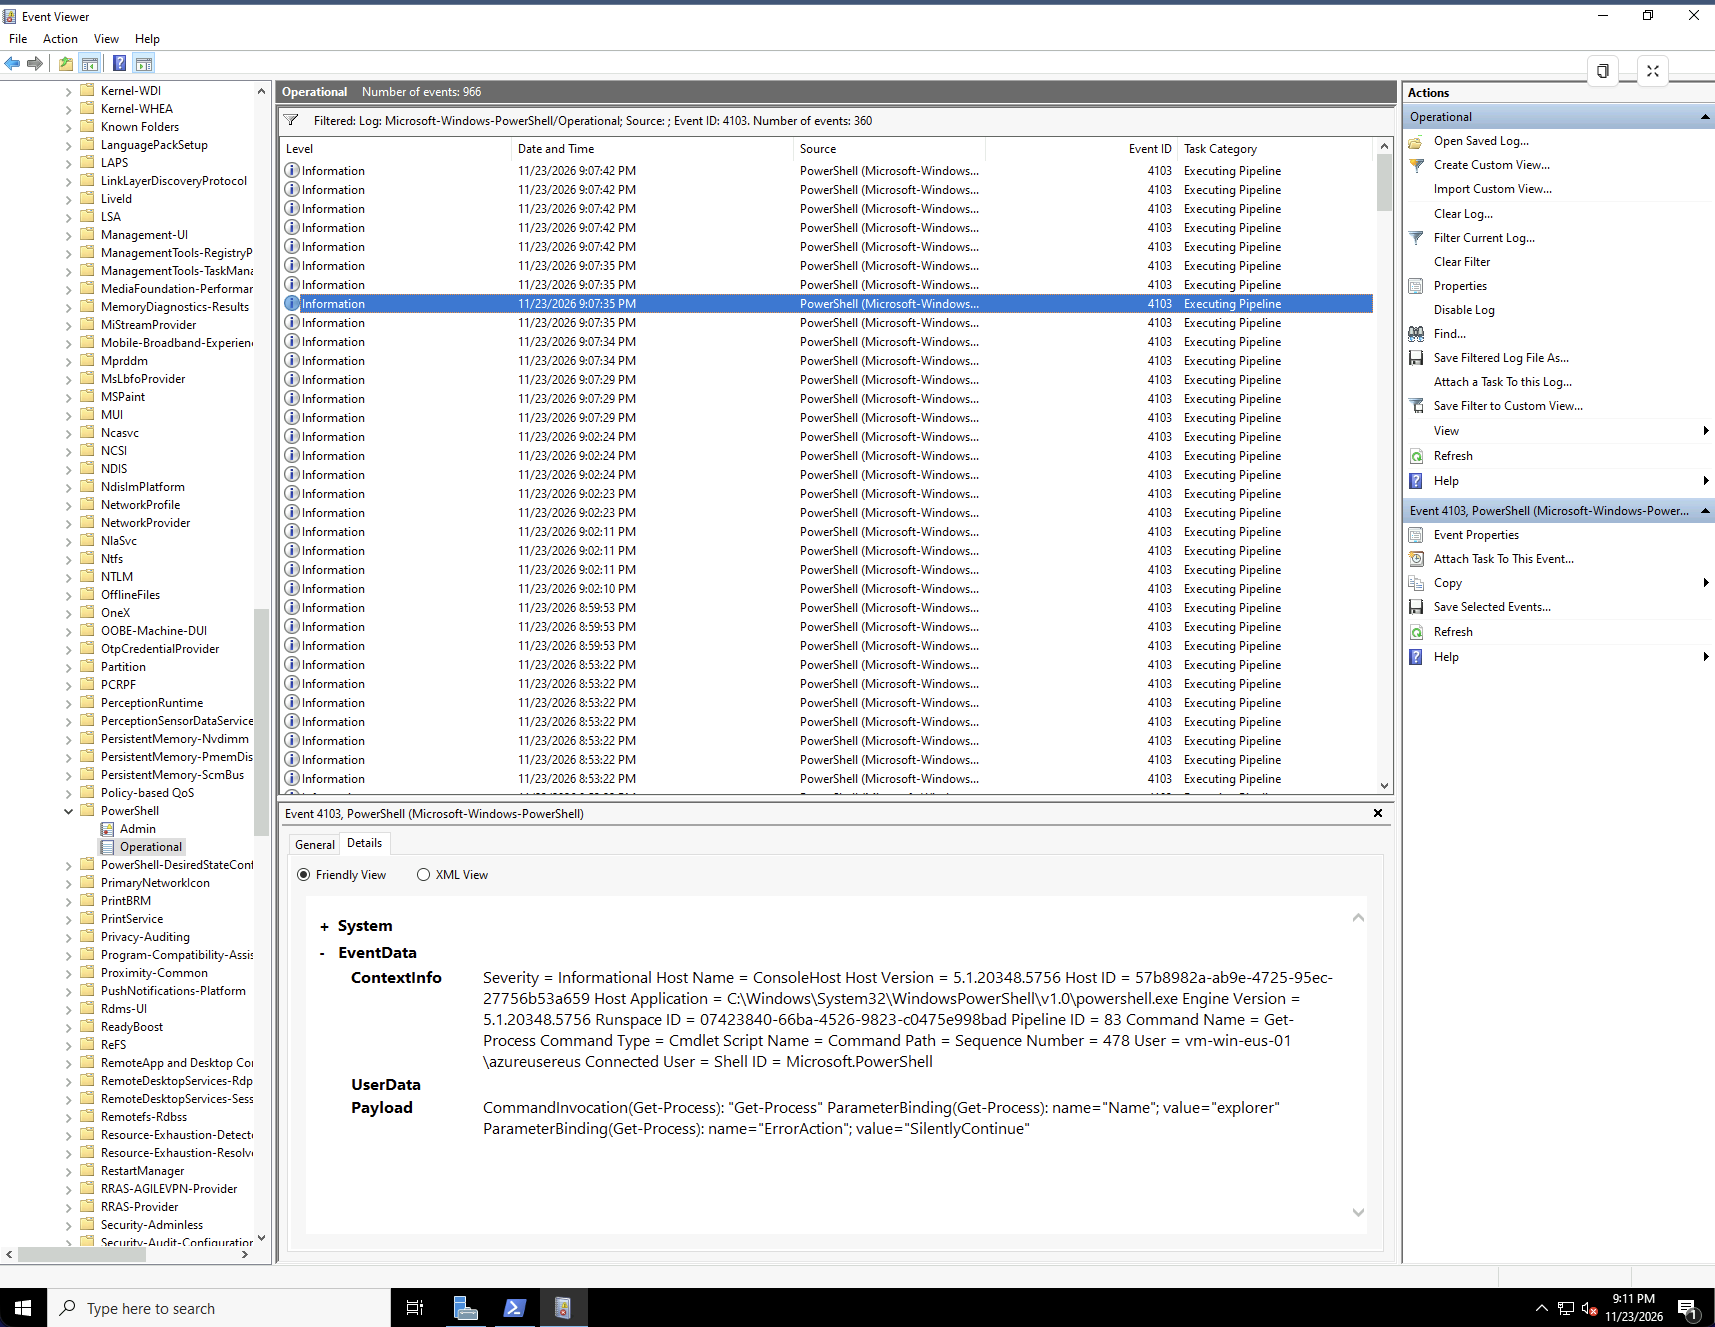 Event Viewer
File Action View Help
Kernel-WDI
Kernel-WHEA
Known Folders
LanguagePackSetup
LAPS
LinkLayerDiscoveryProtocol
LiveId
LSA
Management-UI
ManagementTools-RegistryP
ManagementTools-TaskMana
MediaFoundation-Performar
MemoryDiagnostics-Results
MiStreamProvider
Mobile-Broadband-Experien
Mprddm
MsLbfoProvider
MSPaint
MUI
Ncasvc
NCSI
NDIS
NdisImPlatform
NetworkProfile
NetworkProvider
NlaSvc
Ntfs
NTLM
OfflineFiles
OneX
OOBE-Machine-DUI
OtpCredentialProvider
Partition
PCRPF
PerceptionRuntime
PerceptionSensorDataService
PersistentMemory-Nvdimm
PersistentMemory-PmemDis
PersistentMemory-ScmBus
Policy-based QoS
PowerShell
Admin
Operational
PowerShell-DesiredStateConf
PrimaryNetworkIcon
PrintBRM
PrintService
Privacy-Auditing
Program-Compatibility-Assis
Proximity-Common
PushNotifications-Platform
Rdms-UI
ReadyBoost
ReFS
RemoteApp and Desktop Co
RemoteDesktopServices-Rdp
RemoteDesktopServices-Sess
Remotefs-Rdbss
Resource-Exhaustion-Detect
Resource-Exhaustion-Resolv
RestartManager
RRAS-AGILEVPN-Provider
RRAS-Provider
Security-Adminless
Security-Audit-Configuration
Operational Number of events: 966
Filtered: Log: Microsoft-Windows-PowerShell/Operational; Source: ; Event ID: 4103. Number of events: 360
Level Date and Time Source Event ID Task Category
Information 11/23/2026 9:07:42 PM PowerShell (Microsoft-Windows... 4103 Executing Pipeline
Information 11/23/2026 9:07:42 PM PowerShell (Microsoft-Windows... 4103 Executing Pipeline
Information 11/23/2026 9:07:42 PM PowerShell (Microsoft-Windows... 4103 Executing Pipeline
Information 11/23/2026 9:07:42 PM PowerShell (Microsoft-Windows... 4103 Executing Pipeline
Information 11/23/2026 9:07:42 PM PowerShell (Microsoft-Windows... 4103 Executing Pipeline
Information 11/23/2026 9:07:35 PM PowerShell (Microsoft-Windows... 4103 Executing Pipeline
Information 11/23/2026 9:07:35 PM PowerShell (Microsoft-Windows... 4103 Executing Pipeline
Information 11/23/2026 9:07:35 PM PowerShell (Microsoft-Windows... 4103 Executing Pipeline
Information 11/23/2026 9:07:35 PM PowerShell (Microsoft-Windows... 4103 Executing Pipeline
Information 11/23/2026 9:07:34 PM PowerShell (Microsoft-Windows... 4103 Executing Pipeline
Information 11/23/2026 9:07:34 PM PowerShell (Microsoft-Windows... 4103 Executing Pipeline
Information 11/23/2026 9:07:29 PM PowerShell (Microsoft-Windows... 4103 Executing Pipeline
Information 11/23/2026 9:07:29 PM PowerShell (Microsoft-Windows... 4103 Executing Pipeline
Information 11/23/2026 9:07:29 PM PowerShell (Microsoft-Windows... 4103 Executing Pipeline
Information 11/23/2026 9:02:24 PM PowerShell (Microsoft-Windows... 4103 Executing Pipeline
Information 11/23/2026 9:02:24 PM PowerShell (Microsoft-Windows... 4103 Executing Pipeline
Information 11/23/2026 9:02:24 PM PowerShell (Microsoft-Windows... 4103 Executing Pipeline
Information 11/23/2026 9:02:23 PM PowerShell (Microsoft-Windows... 4103 Executing Pipeline
Information 11/23/2026 9:02:23 PM PowerShell (Microsoft-Windows... 4103 Executing Pipeline
Information 11/23/2026 9:02:11 PM PowerShell (Microsoft-Windows... 4103 Executing Pipeline
Information 11/23/2026 9:02:11 PM PowerShell (Microsoft-Windows... 4103 Executing Pipeline
Information 11/23/2026 9:02:11 PM PowerShell (Microsoft-Windows... 4103 Executing Pipeline
Information 11/23/2026 9:02:10 PM PowerShell (Microsoft-Windows... 4103 Executing Pipeline
Information 11/23/2026 8:59:53 PM PowerShell (Microsoft-Windows... 4103 Executing Pipeline
Information 11/23/2026 8:59:53 PM PowerShell (Microsoft-Windows... 4103 Executing Pipeline
Information 11/23/2026 8:59:53 PM PowerShell (Microsoft-Windows... 4103 Executing Pipeline
Information 11/23/2026 8:53:22 PM PowerShell (Microsoft-Windows... 4103 Executing Pipeline
Information 11/23/2026 8:53:22 PM PowerShell (Microsoft-Windows... 4103 Executing Pipeline
Information 11/23/2026 8:53:22 PM PowerShell (Microsoft-Windows... 4103 Executing Pipeline
Information 11/23/2026 8:53:22 PM PowerShell (Microsoft-Windows... 4103 Executing Pipeline
Information 11/23/2026 8:53:22 PM PowerShell (Microsoft-Windows... 4103 Executing Pipeline
Information 11/23/2026 8:53:22 PM PowerShell (Microsoft-Windows... 4103 Executing Pipeline
Information 11/23/2026 8:53:22 PM PowerShell (Microsoft-Windows... 4103 Executing Pipeline
Event 4103, PowerShell (Microsoft-Windows-PowerShell)
General Details
Friendly View XML View
+ System
- EventData
ContextInfo Severity = Informational Host Name = ConsoleHost Host Version = 5.1.20348.5756 Host ID = 57b8982a-ab9e-4725-95ec-
27756b53a659 Host Application = C:\Windows\System32\WindowsPowerShell\v1.0\powershell.exe Engine Version =
5.1.20348.5756 Runspace ID = 07423840-66ba-4526-9823-c0475e998bad Pipeline ID = 83 Command Name = Get-
Process Command Type = Cmdlet Script Name = Command Path = Sequence Number = 478 User = vm-win-eus-01
\azureusereus Connected User = Shell ID = Microsoft.PowerShell
UserData
Payload CommandInvocation(Get-Process): "Get-Process" ParameterBinding(Get-Process): name="Name"; value="explorer"
ParameterBinding(Get-Process): name="ErrorAction"; value="SilentlyContinue"
Actions
Operational
Open Saved Log...
Create Custom View...
Import Custom View...
Clear Log...
Filter Current Log...
Clear Filter
Properties
Disable Log
Find...
Save Filtered Log File As...
Attach a Task To this Log...
Save Filter to Custom View...
View
Refresh
Help
Event 4103, PowerShell (Microsoft-Windows-Power...
Event Properties
Attach Task To This Event...
Copy
Save Selected Events...
Refresh
Help
Type here to search
9:11 PM
11/23/2026
1